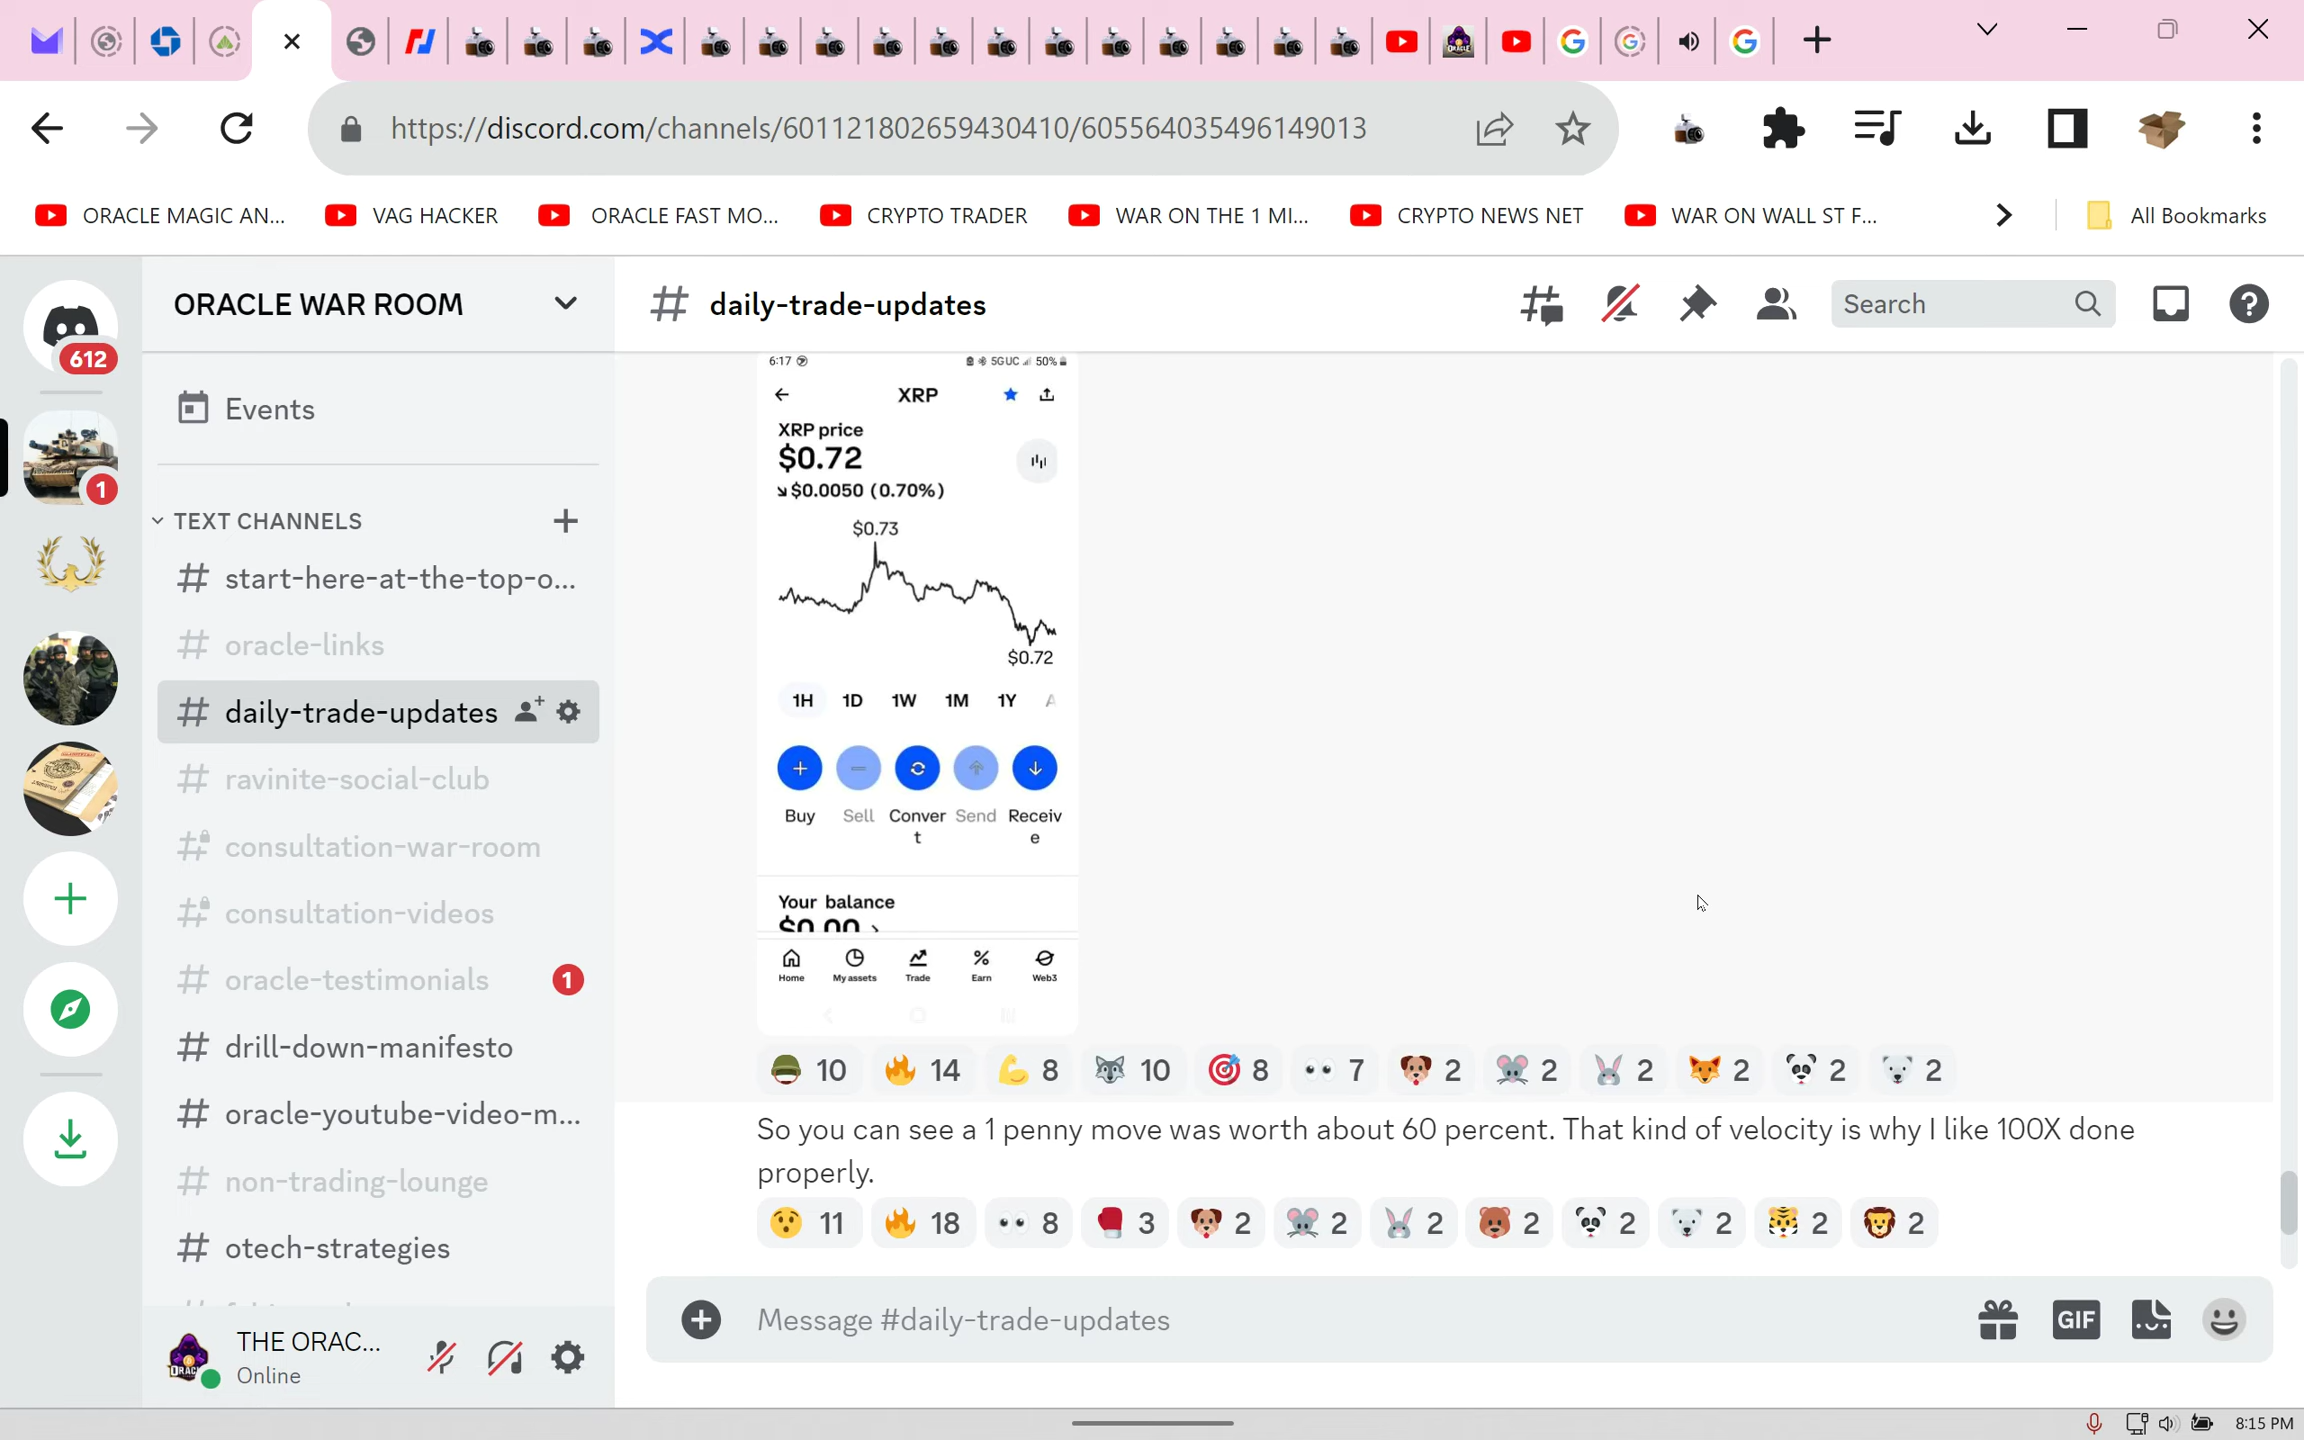 https://discord.com/channels/601121802659430410/605564035496149013
ORACLE MAGIC AN...
VAG HACKER
ORACLE FAST MO...
CRYPTO TRADER
WAR ON THE 1 MI...
CRYPTO NEWS NET
WAR ON WALL ST F...
All Bookmarks
612
1
ORACLE WAR ROOM
Events
TEXT CHANNELS
# start-here-at-the-top-o...
# oracle-links
# daily-trade-updates
# ravinite-social-club
# consultation-war-room
# consultation-videos
# oracle-testimonials 1
# drill-down-manifesto
# oracle-youtube-video-m...
# non-trading-lounge
# otech-strategies
THE ORAC...
Online
# daily-trade-updates
Search
6:17 5GUC 50%
XRP
XRP price
$0.72
$0.0050 (0.70%)
$0.73
$0.72
1H 1D 1W 1M 1Y A
Buy Sell Conver
t Send Receiv
e
Your balance
$0.00 >
Home My assets Trade Earn Web3
10 14 8 10 8 7 2 2 2 2 2 2
So you can see a 1 penny move was worth about 60 percent. That kind of velocity is why I like 100X done
properly.
11 18 8 3 2 2 2 2 2 2 2 2
Message #daily-trade-updates
GIF
8:15 PM